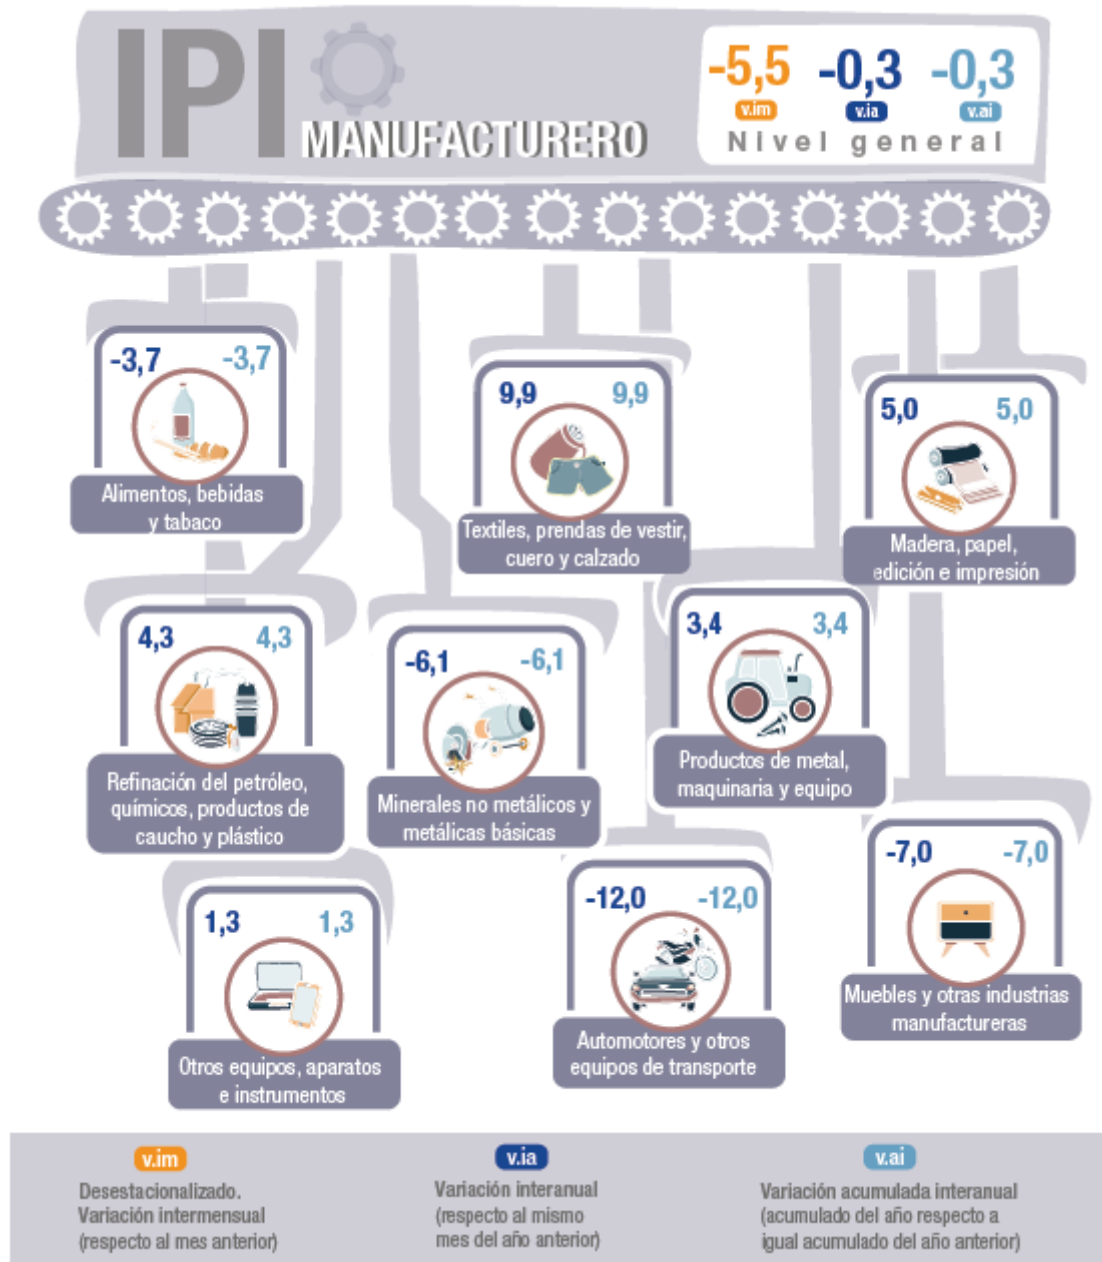 IPI
MANUFACTURERO
-5,5 -0,3 -0,3
v.im v.ia v.ai
Nivel general
-3,7 -3,7
Alimentos, bebidas
y tabaco
9,9 9,9
Textiles, prendas de vestir,
cuero y calzado
5,0 5,0
Madera, papel,
edición e impresión
4,3 4,3
Refinación del petróleo,
químicos, productos de
caucho y plástico
-6,1 -6,1
Minerales no metálicos y
metálicas básicas
3,4 3,4
Productos de metal,
maquinaria y equipo
1,3 1,3
Otros equipos, aparatos
e instrumentos
-12,0 -12,0
Automotores y otros
equipos de transporte
-7,0 -7,0
Muebles y otras industrias
manufactureras
v.im
Desestacionalizado.
Variación intermensual
(respecto al mes anterior)
v.ia
Variación interanual
(respecto al mismo
mes del año anterior)
v.ai
Variación acumulada interanual
(acumulado del año respecto a
igual acumulado del año anterior)